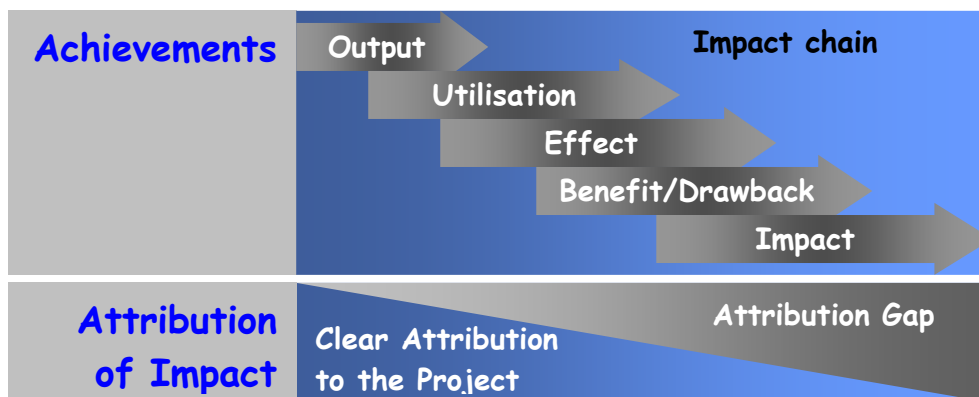 Achievements
Output
Impact chain
Utilisation
Effect
Benefit/Drawback
Impact
Attribution
of Impact
Clear Attribution
to the Project
Attribution Gap